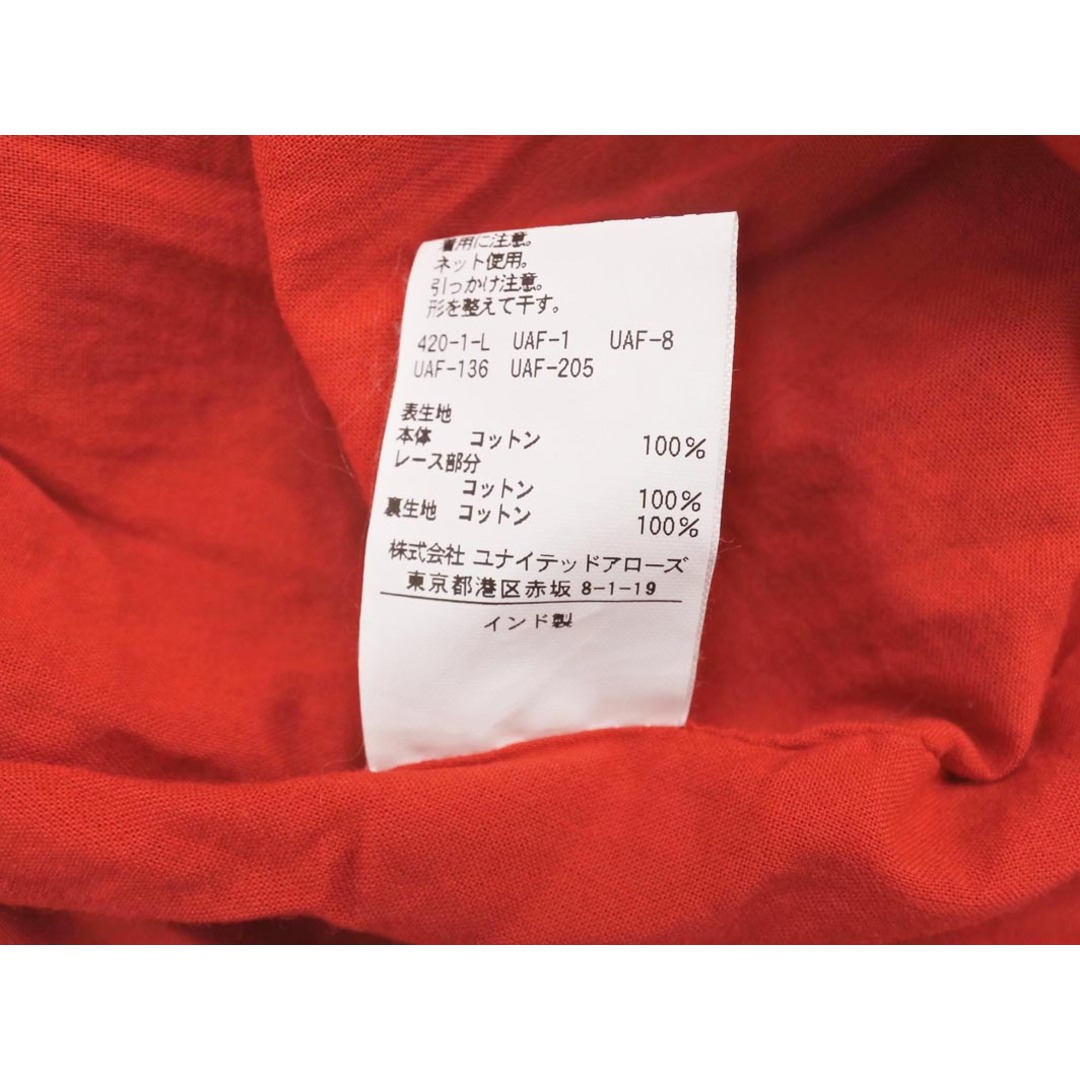 着用に注意。
ネット使用。
引っかけ注意。
形を整えて干す。
420-1-L UAF-1 UAF-8
UAF-136 UAF-205
表生地
本体 コットン 100%
レース部分
コットン 100%
裏生地 コットン 100%
株式会社 ユナイテッドアローズ
東京都港区赤坂 8-1-19
インド製